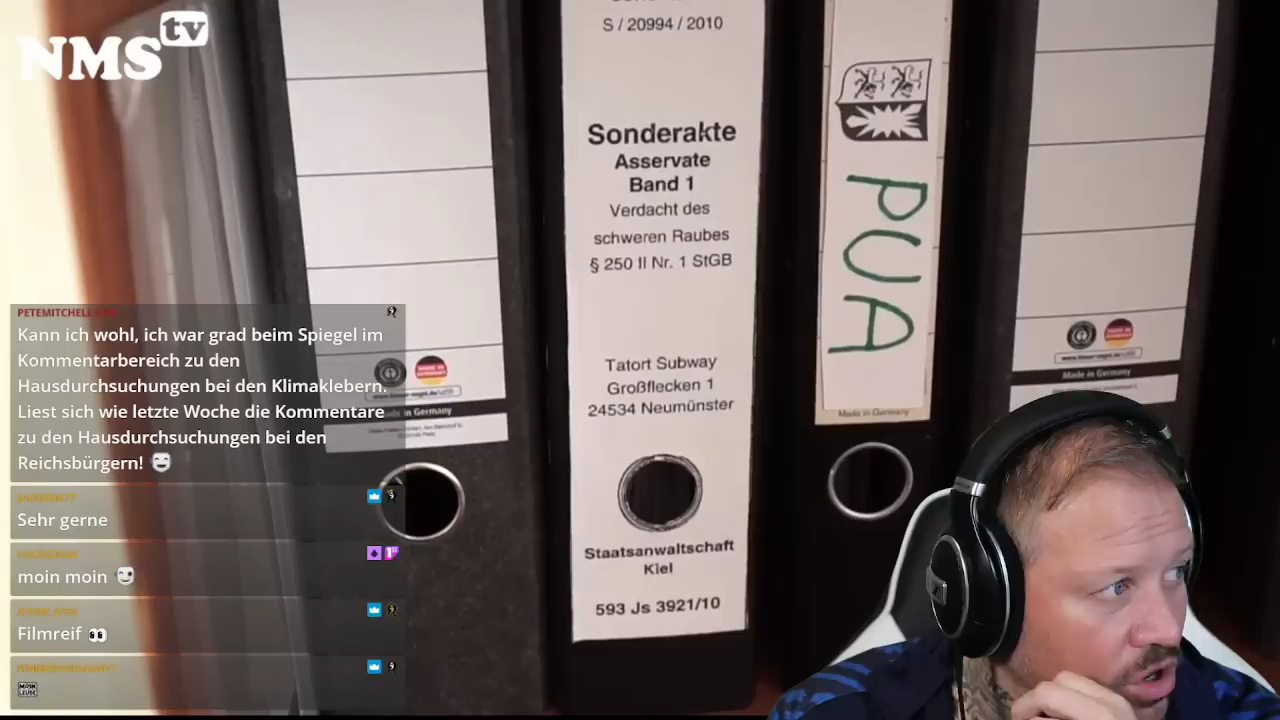 NMS tv
S / 20994 / 2010
Sonderakte
Asservate
Band 1
Verdacht des
schweren Raubes
§ 250 II Nr. 1 StGB
Tatort Subway
Großflecken 1
24534 Neumünster
Staatsanwaltschaft
Kiel
593 Js 3921/10
PUA
Made in Germany
Made in Germany
Kann ich wohl, ich war grad beim Spiegel im
Kommentarbereich zu den
Hausdurchsuchungen bei den Klimaklebern.
Liest sich wie letzte Woche die Kommentare
zu den Hausdurchsuchungen bei den
Reichsbürgern!
Sehr gerne
moin moin
Filmreif